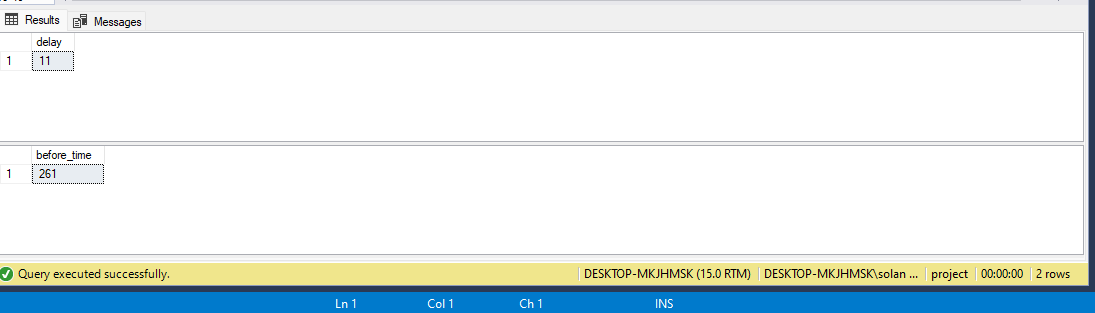 Results Messages
delay
1 11
before_time
1 261
Query executed successfully. DESKTOP-MKJHMSK (15.0 RTM) DESKTOP-MKJHMSK\solan ... project 00:00:00 2 rows
Ln 1 Col 1 Ch 1 INS